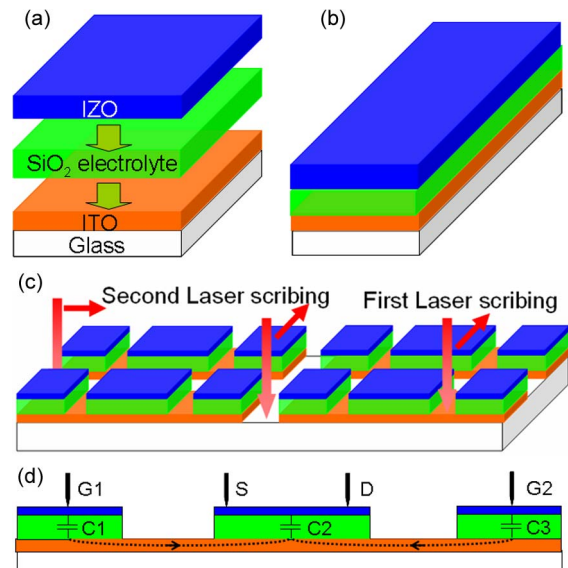 (a)
(b)
IZO
SiO₂ electrolyte
ITO
Glass
(c)
Second Laser scribing
First Laser scribing
(d)
G1
S
D
G2
C1
C2
C3